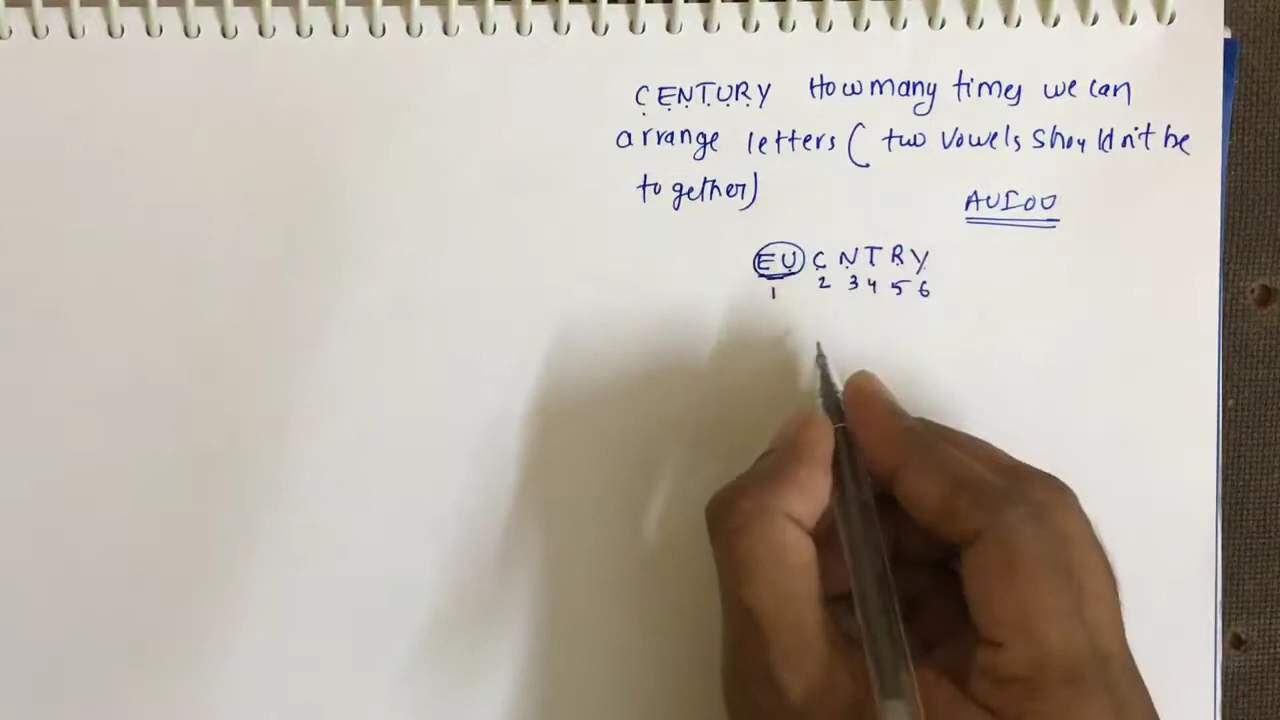 CENTURY How many times we can
arrange letters ( two vowels shouldn't be
together)
AUIOU
EU C N T R Y
1 2 3 4 5 6